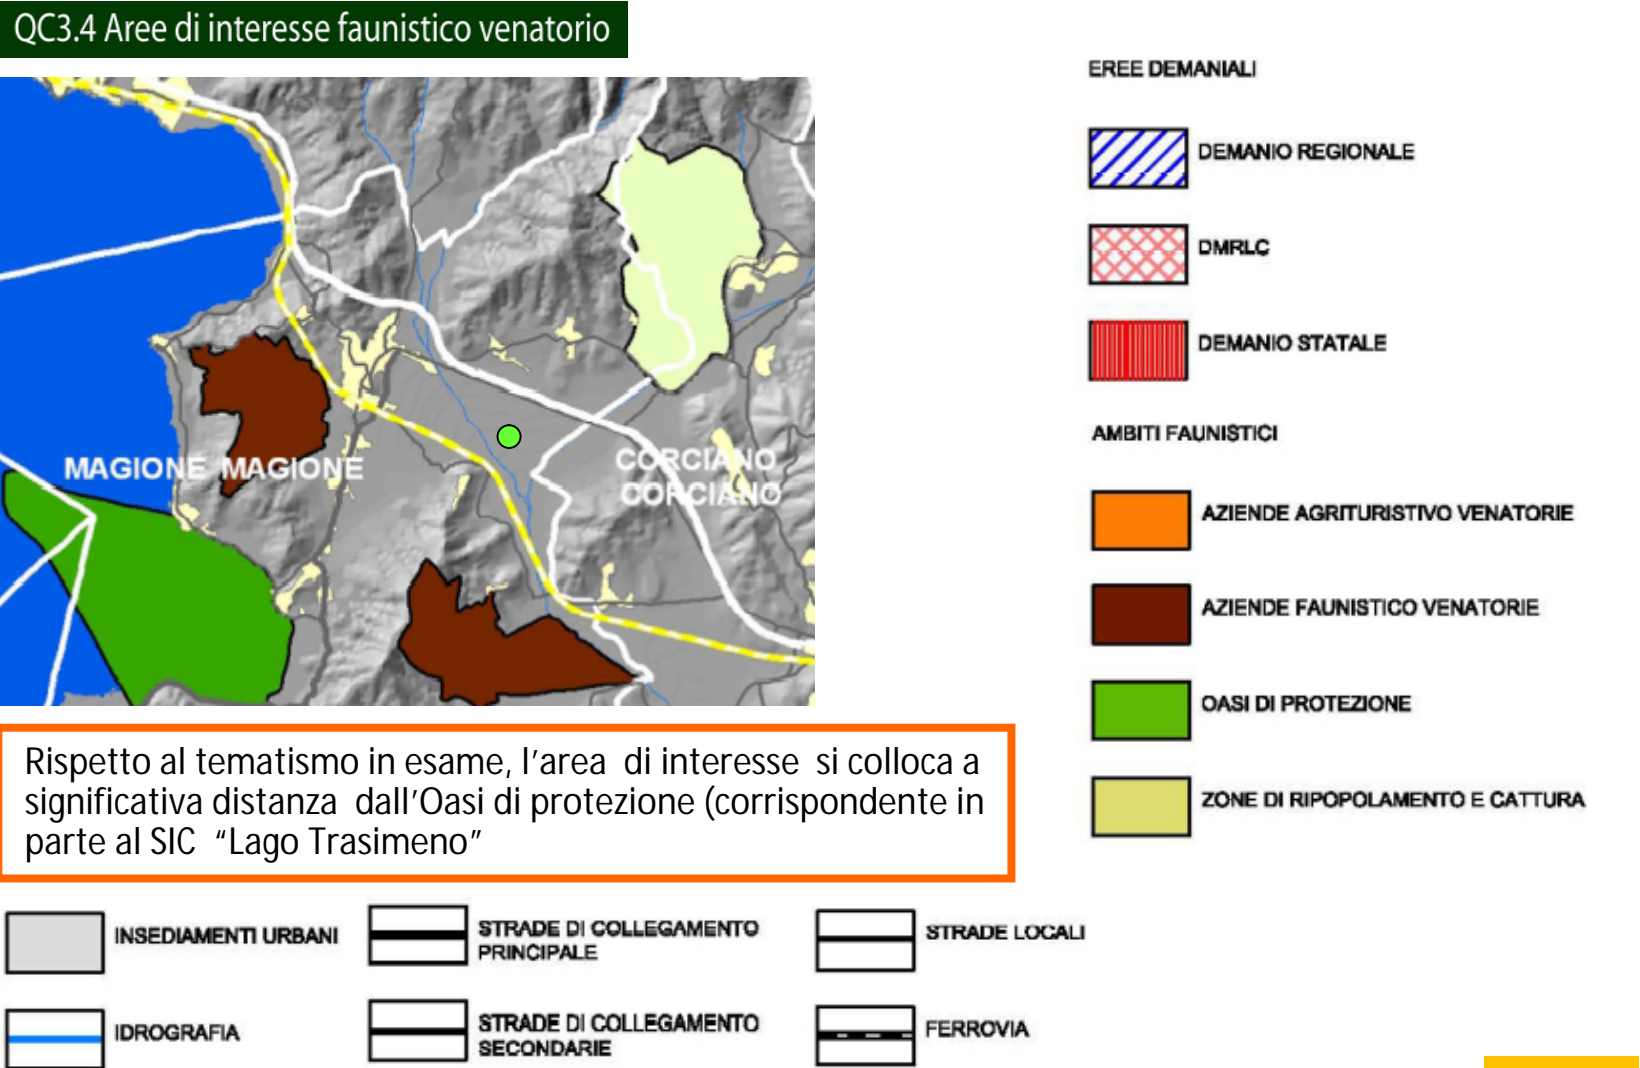 QC3.4 Aree di interesse faunistico venatorio
EREE DEMANIALI
DEMANIO REGIONALE
DMRLC
DEMANIO STATALE
AMBITI FAUNISTICI
AZIENDE AGRITURISTIVO VENATORIE
AZIENDE FAUNISTICO VENATORIE
OASI DI PROTEZIONE
ZONE DI RIPOPOLAMENTO E CATTURA
MAGIONE MAGIONE
CORCIANO
CORCIANO
Rispetto al tematismo in esame, l'area di interesse si colloca a
significativa distanza dall'Oasi di protezione (corrispondente in
parte al SIC “Lago Trasimeno”
INSEDIAMENTI URBANI
STRADE DI COLLEGAMENTO
PRINCIPALE
STRADE LOCALI
IDROGRAFIA
STRADE DI COLLEGAMENTO
SECONDARIE
FERROVIA